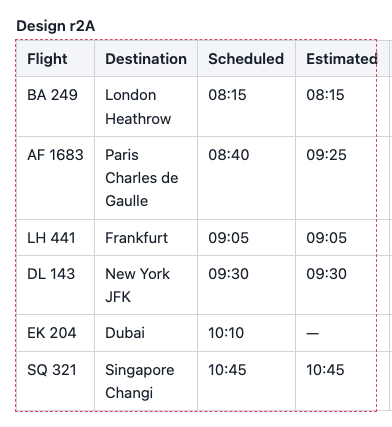 Design r2A
Flight Destination Scheduled Estimated
BA 249 London 08:15 08:15
Heathrow
AF 1683 Paris 08:40 09:25
Charles de
Gaulle
LH 441 Frankfurt 09:05 09:05
DL 143 New York 09:30 09:30
JFK
EK 204 Dubai 10:10 —
SQ 321 Singapore 10:45 10:45
Changi